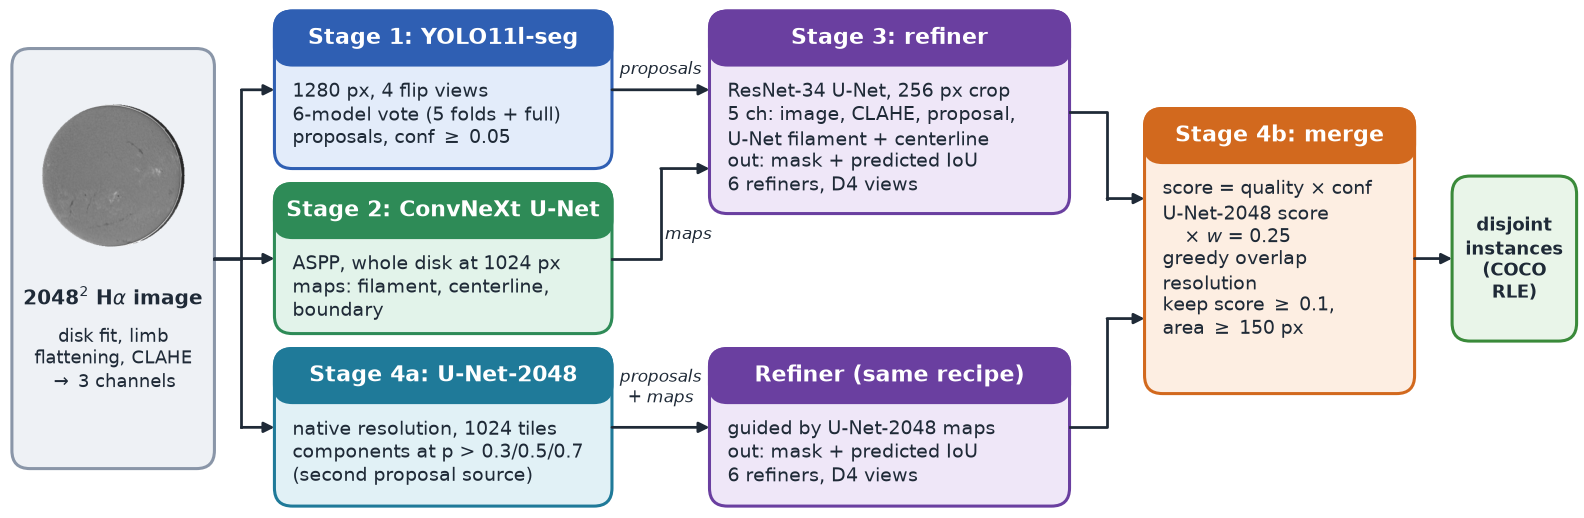 2048² Hα image
disk fit, limb
flattening, CLAHE
→ 3 channels
Stage 1: YOLO11l-seg
1280 px, 4 flip views
6-model vote (5 folds + full)
proposals, conf ≥ 0.05
Stage 2: ConvNeXt U-Net
ASPP, whole disk at 1024 px
maps: filament, centerline,
boundary
Stage 4a: U-Net-2048
native resolution, 1024 tiles
components at p > 0.3/0.5/0.7
(second proposal source)
proposals
maps
proposals
+ maps
Stage 3: refiner
ResNet-34 U-Net, 256 px crop
5 ch: image, CLAHE, proposal,
U-Net filament + centerline
out: mask + predicted IoU
6 refiners, D4 views
Refiner (same recipe)
guided by U-Net-2048 maps
out: mask + predicted IoU
6 refiners, D4 views
Stage 4b: merge
score = quality × conf
U-Net-2048 score
× w = 0.25
greedy overlap
resolution
keep score ≥ 0.1,
area ≥ 150 px
disjoint
instances
(COCO
RLE)